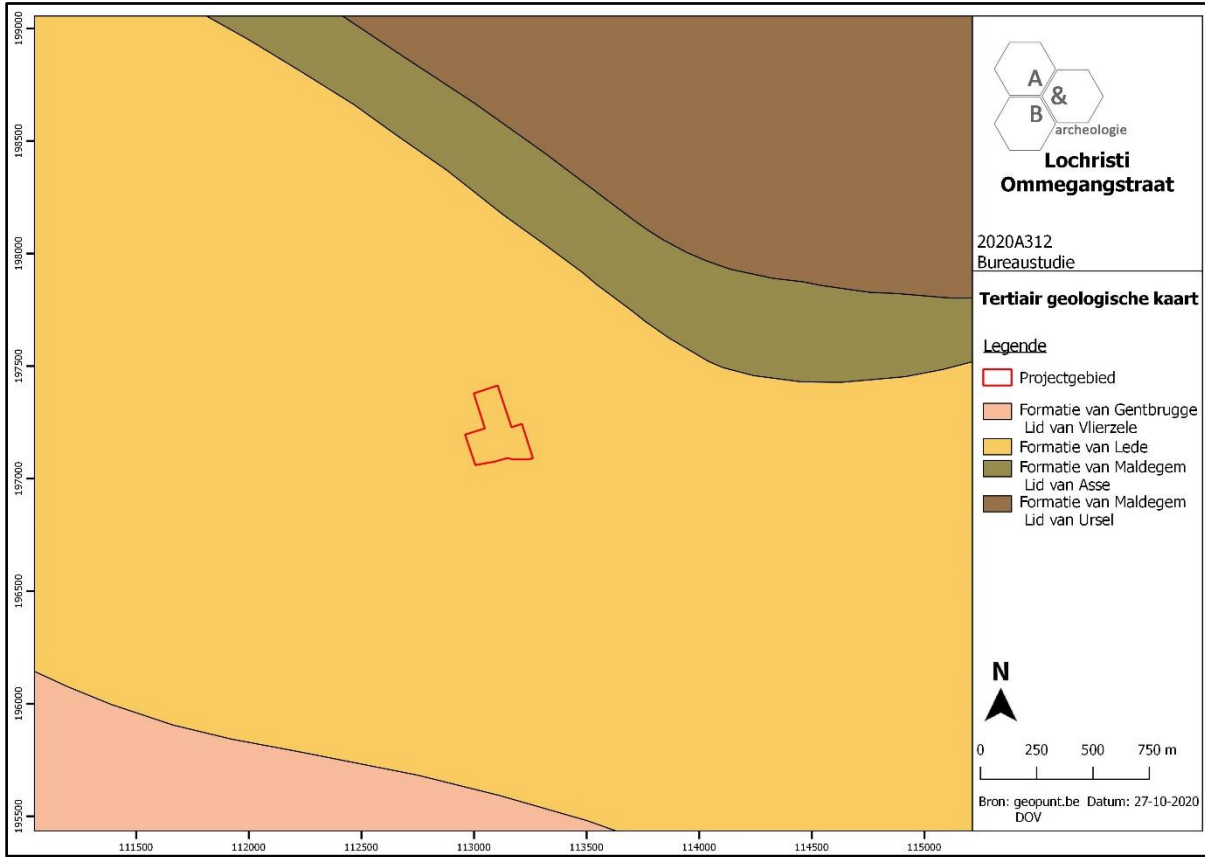 A
&
B
archeologie
Lochristi
Ommegangstraat
2020A312
Bureaustudie
Tertiair geologische kaart
Legende
Projectgebied
Formatie van Gentbrugge
Lid van Vlierzele
Formatie van Lede
Formatie van Maldegem
Lid van Asse
Formatie van Maldegem
Lid van Ursel
N
0 250 500 750 m
Bron: geopunt.be Datum: 27-10-2020
DOV
199000
198500
198000
197500
197000
196500
196000
195500
111500 112000 112500 113000 113500 114000 114500 115000